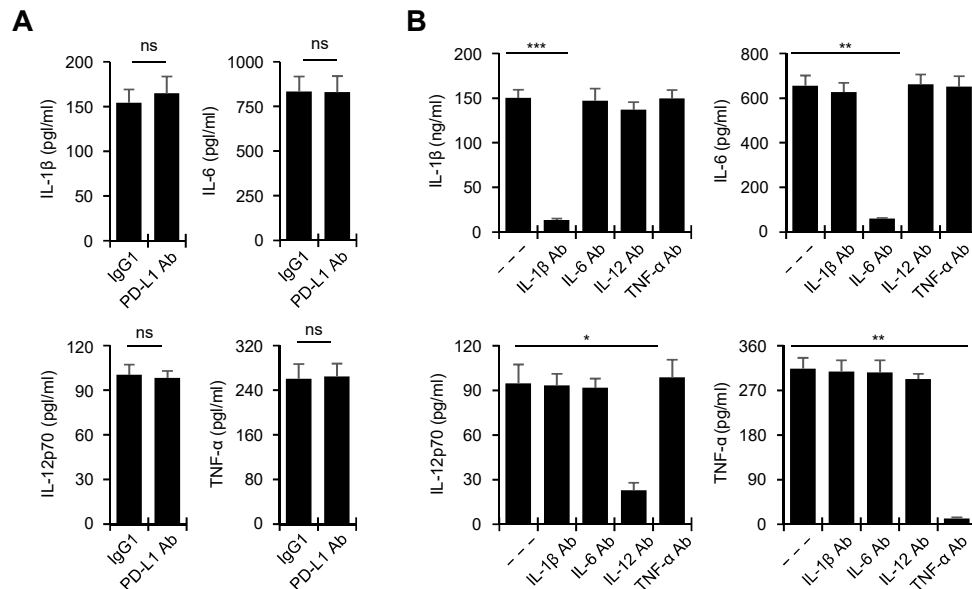 A
B
ns
200
150
100
50
0
IL-1β (pgl/ml)
IgG1
PD-L1 Ab
ns
1000
750
500
250
0
IL-6 (pgl/ml)
IgG1
PD-L1 Ab
***
200
150
100
50
0
IL-1β (ng/ml)
- - -
IL-1β Ab
IL-6 Ab
IL-12 Ab
TNF-α Ab
**
800
600
400
200
0
IL-6 (pg/ml)
- - -
IL-1β Ab
IL-6 Ab
IL-12 Ab
TNF-α Ab
ns
120
90
60
30
0
IL-12p70 (pgl/ml)
IgG1
PD-L1 Ab
ns
320
240
160
80
0
TNF-α (pgl/ml)
IgG1
PD-L1 Ab
*
120
90
60
30
0
IL-12p70 (pgl/ml)
- - -
IL-1β Ab
IL-6 Ab
IL-12 Ab
TNF-α Ab
**
360
270
180
90
0
TNF-α (pg/ml)
- - -
IL-1β Ab
IL-6 Ab
IL-12 Ab
TNF-α Ab